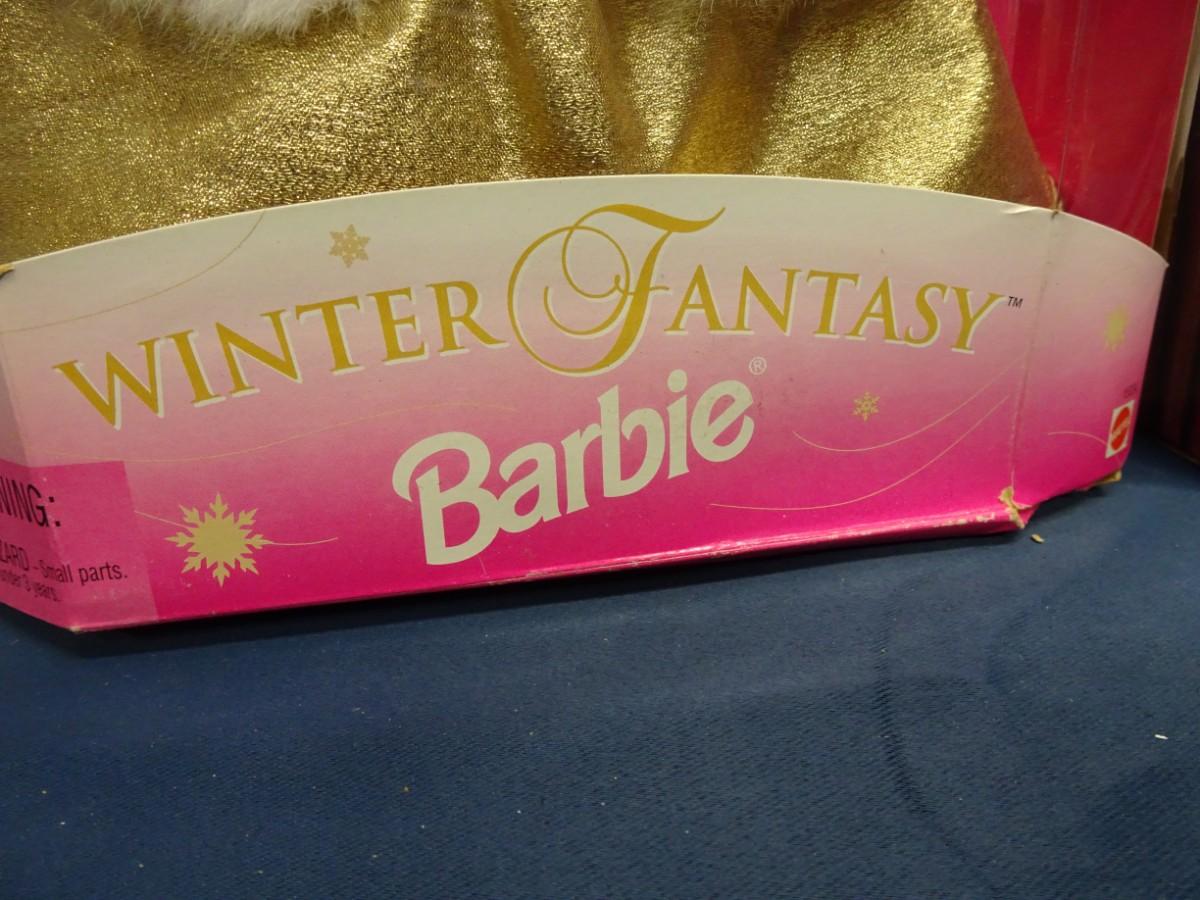 WINTER FANTASY™
Barbie®
NING:
ZARD - Small parts.
under 3 years.